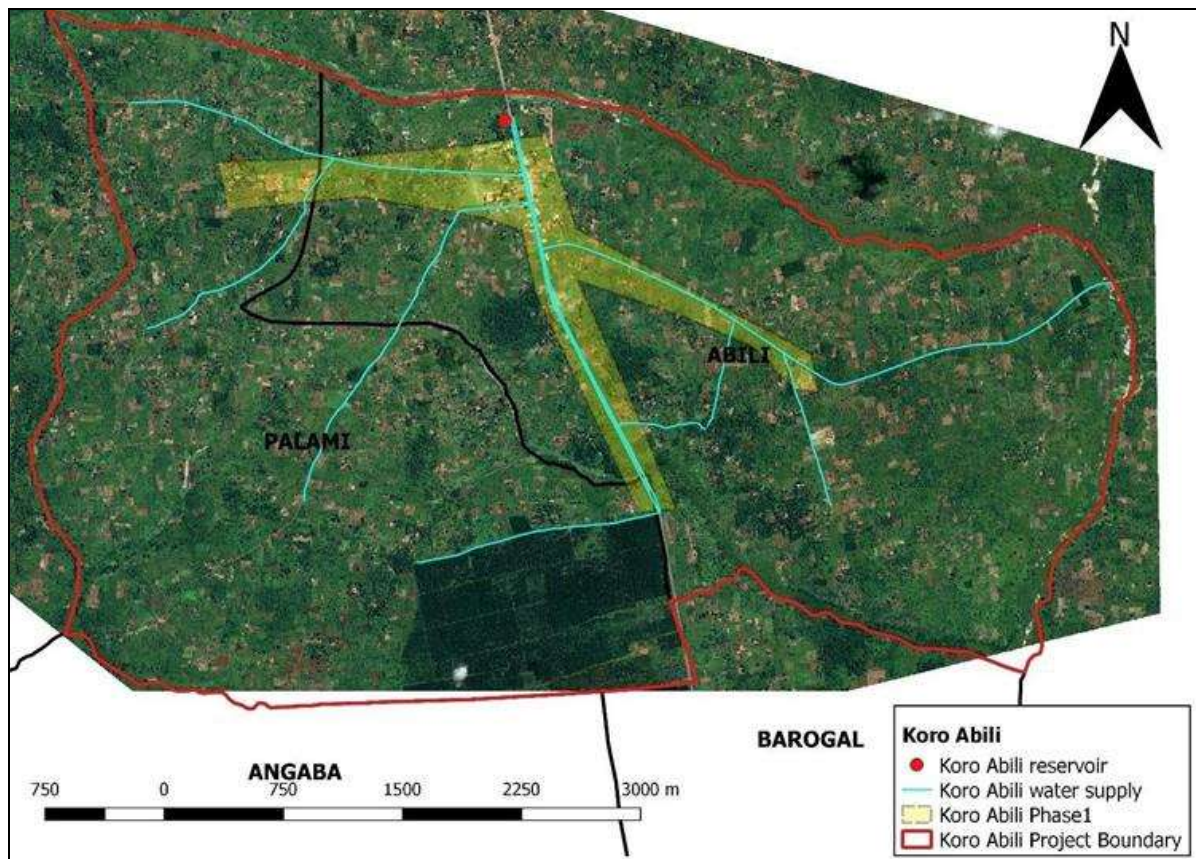 N
ABILI
PALAMI
BAROGAL
ANGABA
750 0 750 1500 2250 3000 m
Koro Abili
Koro Abili reservoir
Koro Abili water supply
Koro Abili Phase1
Koro Abili Project Boundary